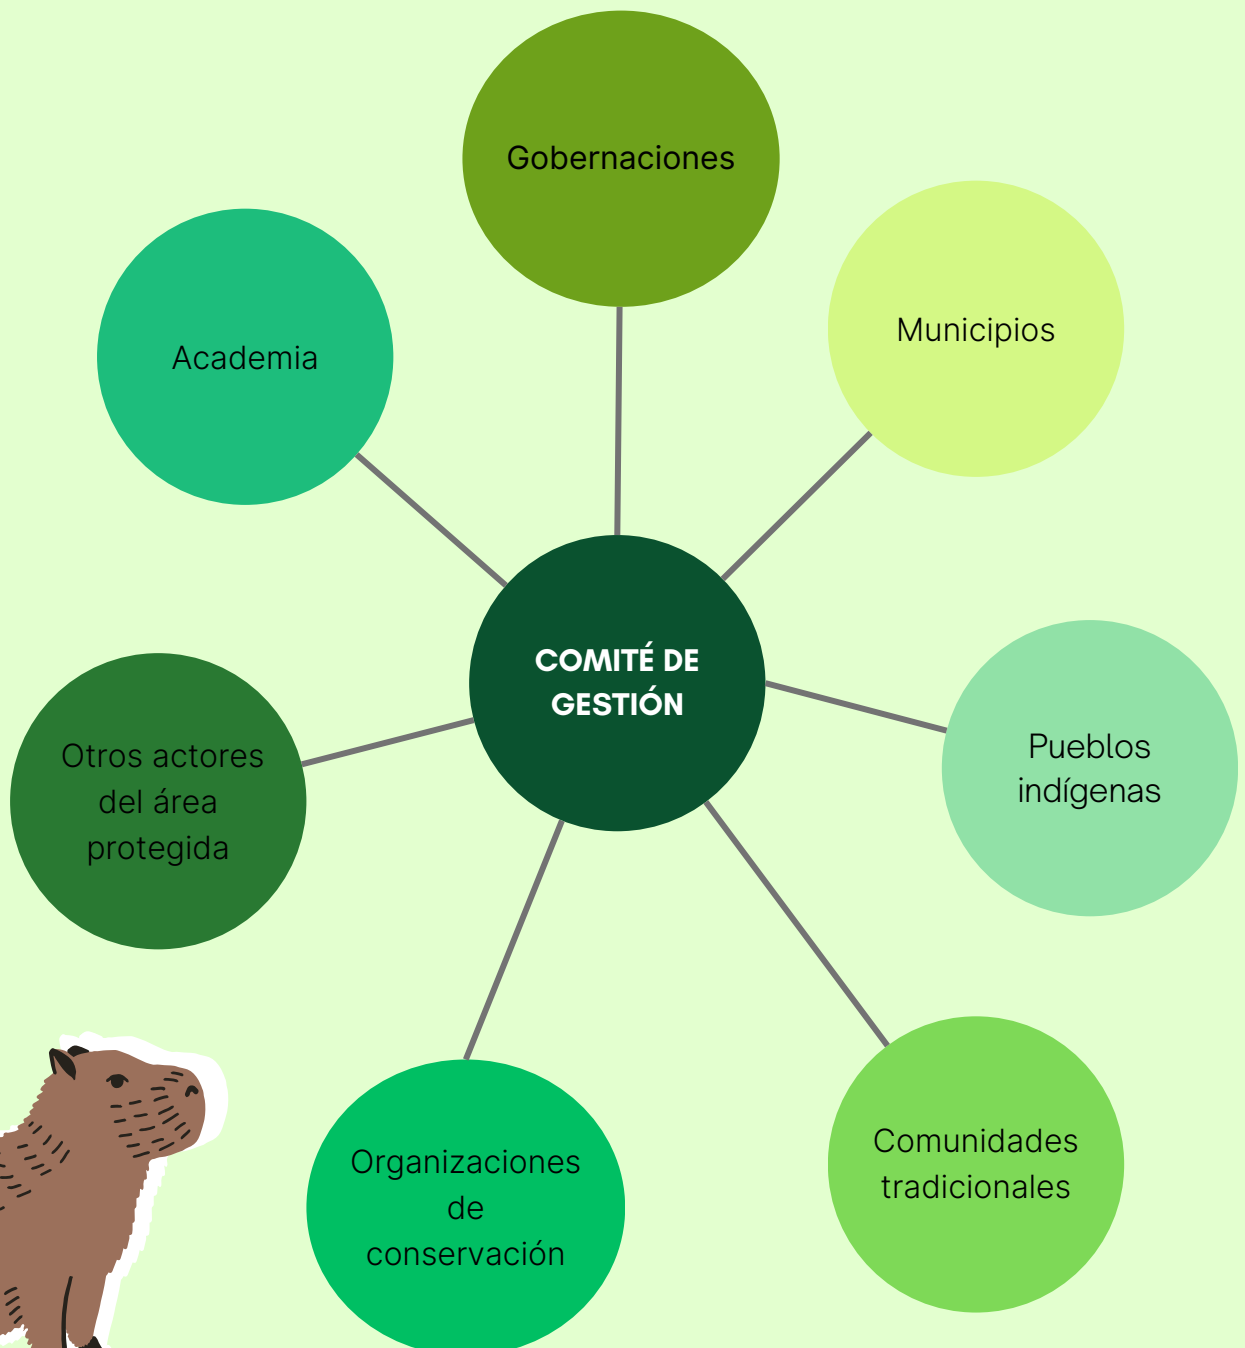 Gobernaciones
Municipios
Academia
COMITÉ DE
GESTIÓN
Pueblos
indígenas
Otros actores
del área
protegida
Comunidades
tradicionales
Organizaciones
de
conservación